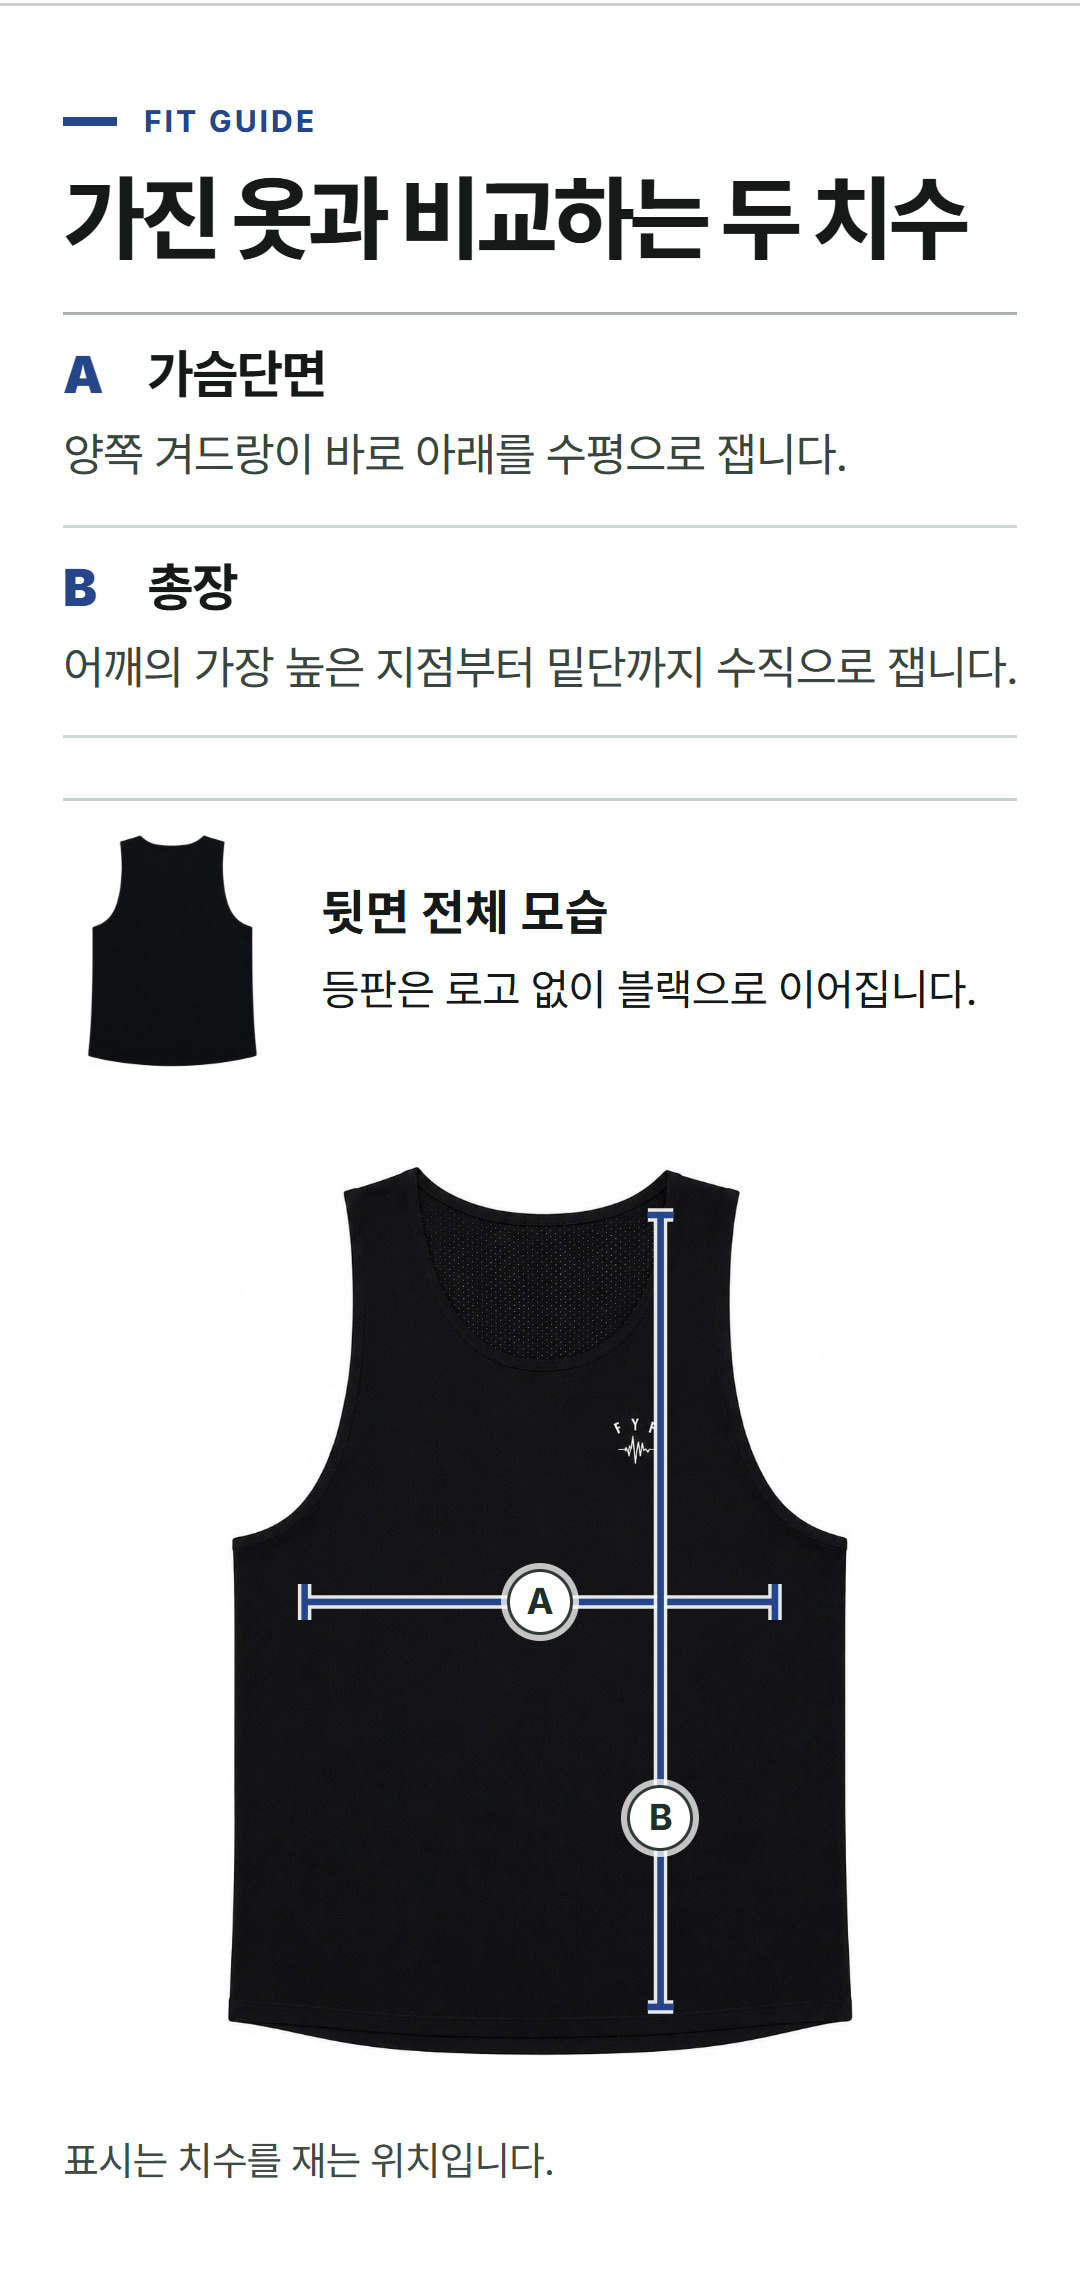 FIT GUIDE
가진 옷과 비교하는 두 치수
A 가슴단면
양쪽 겨드랑이 바로 아래를 수평으로 잽니다.
B 총장
어깨의 가장 높은 지점부터 밑단까지 수직으로 잽니다.
뒷면 전체 모습
등판은 로고 없이 블랙으로 이어집니다.
A
B
표시는 치수를 재는 위치입니다.